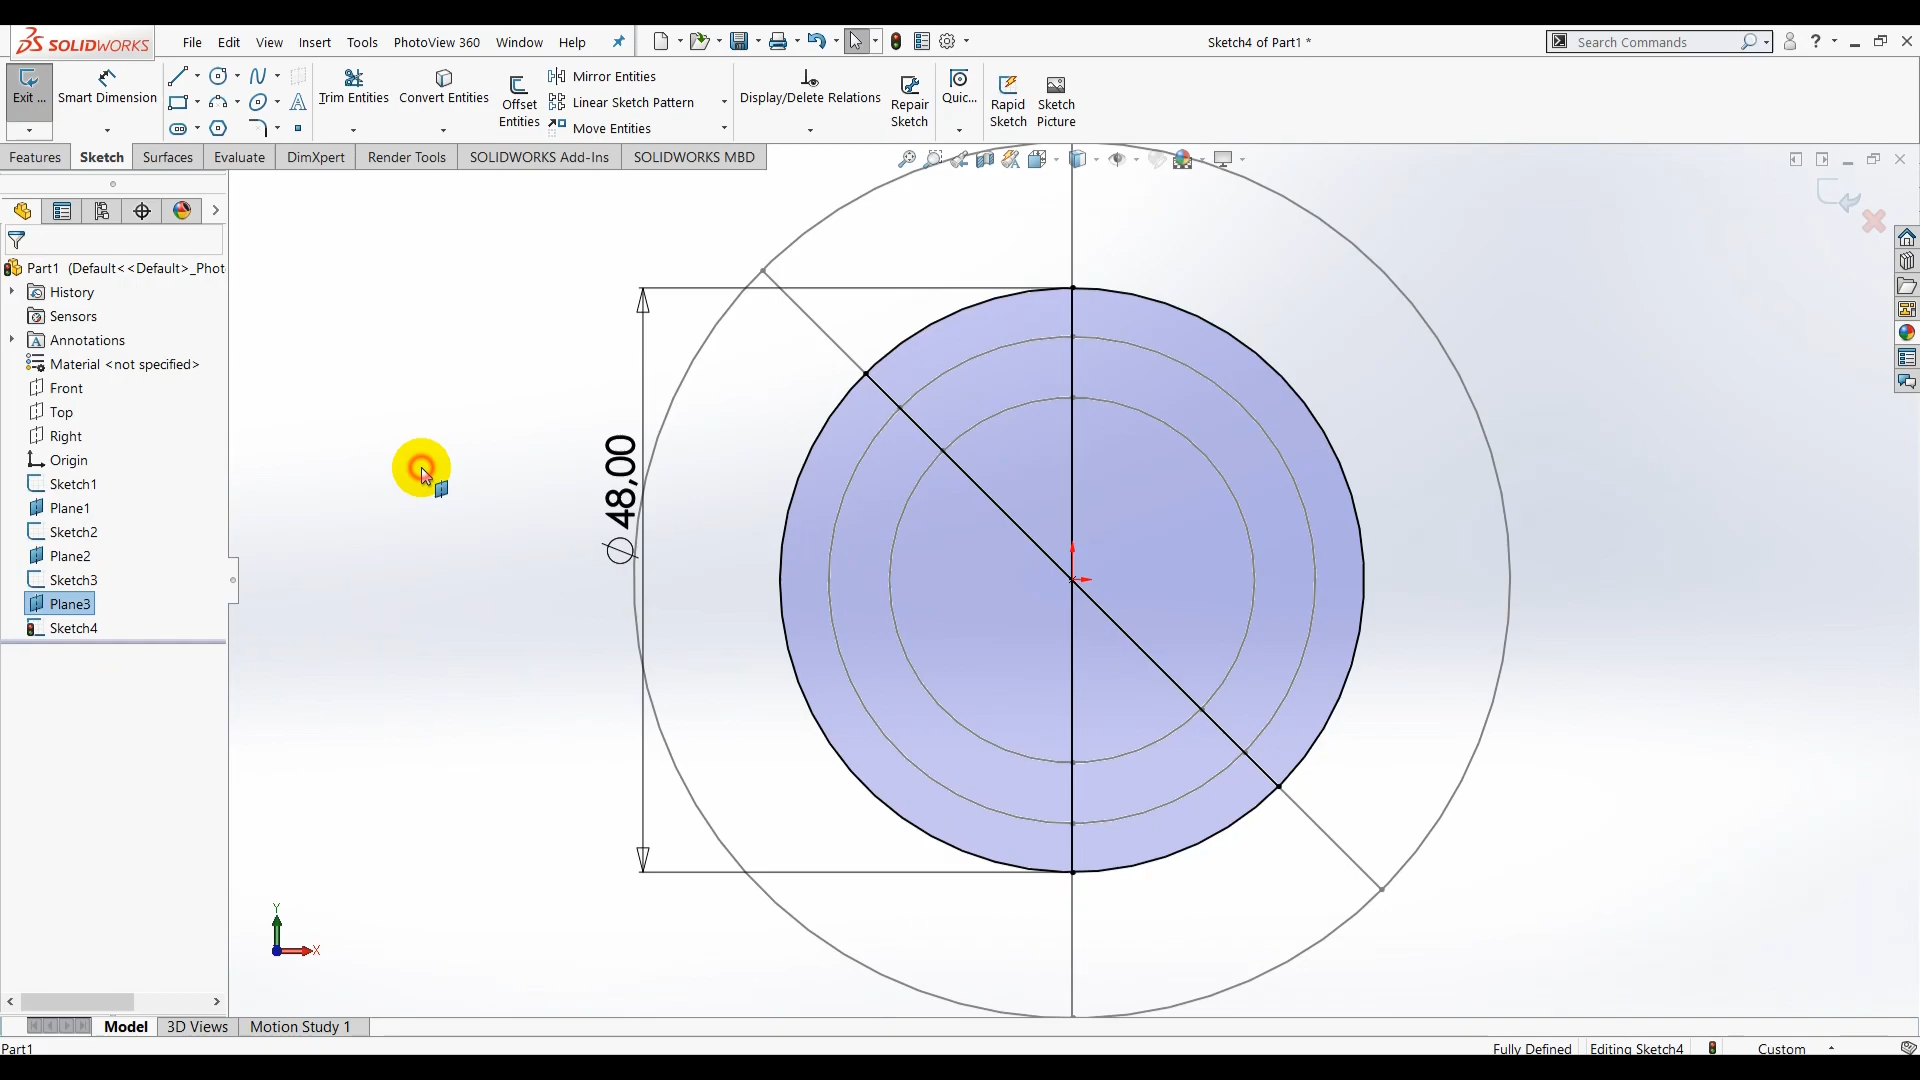 SOLIDWORKS
File Edit View Insert Tools PhotoView 360 Window Help
Sketch4 of Part1 *
Search Commands
?
Exit ...
Smart Dimension
Trim Entities
Convert Entities
Offset
Entities
Mirror Entities
Linear Sketch Pattern
Move Entities
Display/Delete Relations
Repair
Sketch
Quic...
Rapid
Sketch
Sketch
Picture
Features Sketch Surfaces Evaluate DimXpert Render Tools SOLIDWORKS Add-Ins SOLIDWORKS MBD
Part1 (Default<<Default>_Phot
History
Sensors
Annotations
Material <not specified>
Front
Top
Right
Origin
Sketch1
Plane1
Sketch2
Plane2
Sketch3
Plane3
Sketch4
∅ 48,00
Y
X
Model 3D Views Motion Study 1
Part1
Fully Defined Editing Sketch4 Custom